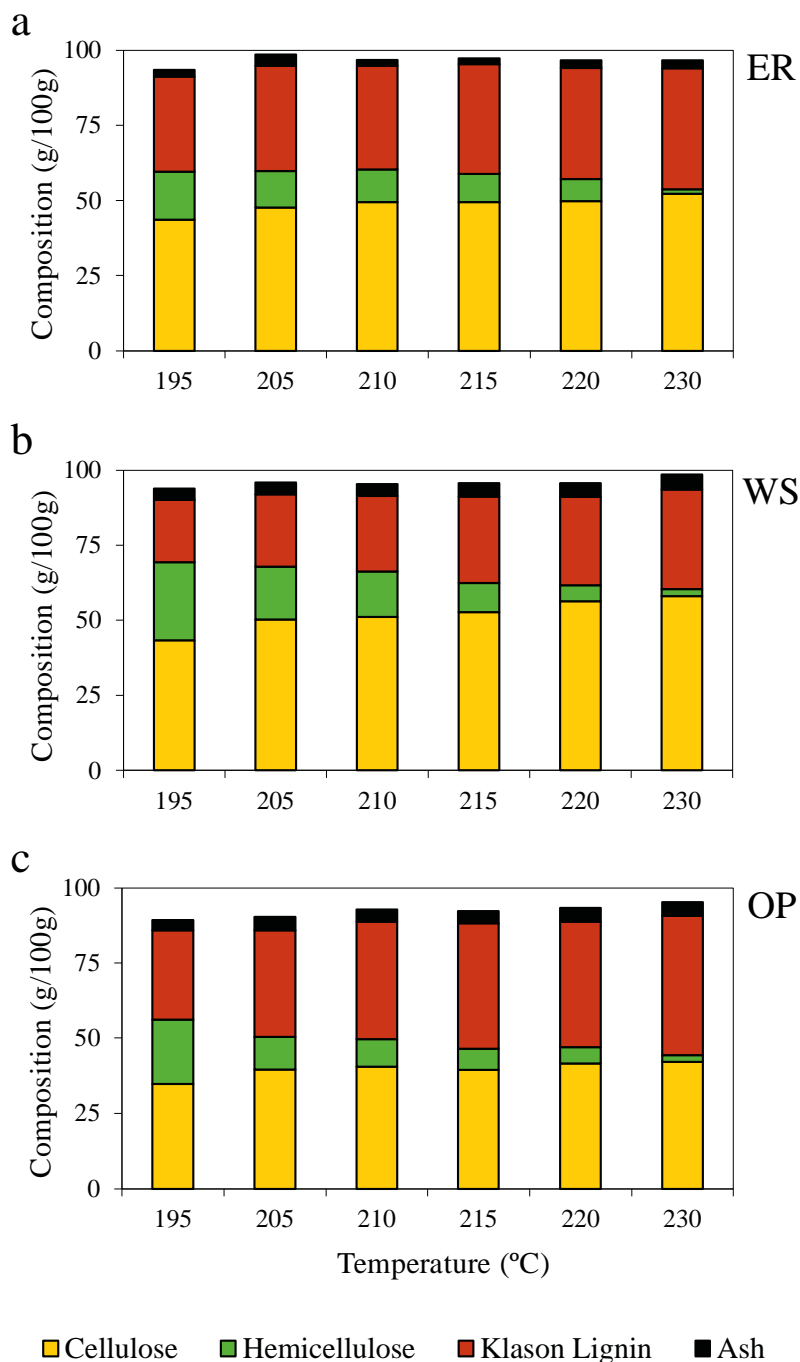 a
100
ER
75
50
25
0
Composition (g/100g)
195 205 210 215 220 230
b
100
WS
75
50
25
0
Composition (g/100g)
195 205 210 215 220 230
c
100
OP
75
50
25
0
Composition (g/100g)
195 205 210 215 220 230
Temperature (ºC)
Cellulose Hemicellulose Klason Lignin Ash